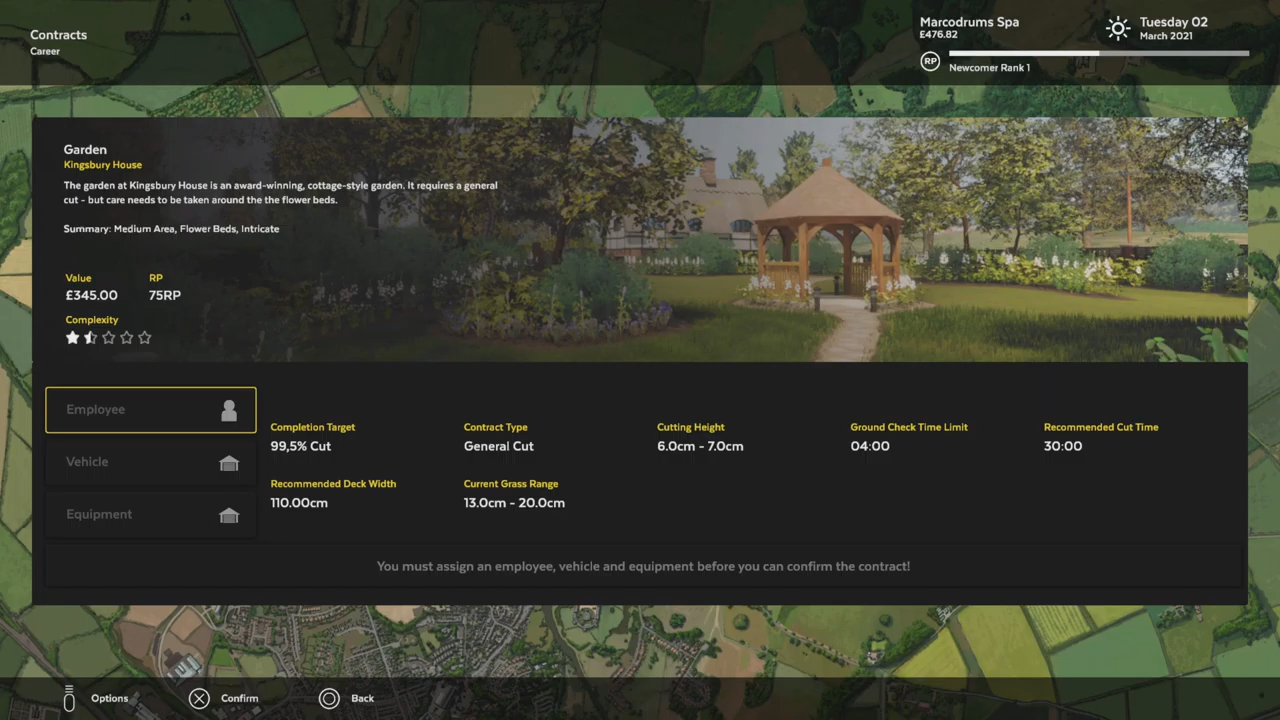 Contracts
Career
Marcodrums Spa
£476.82
Tuesday 02
March 2021
RP
Newcomer Rank 1
Garden
Kingsbury House
The garden at Kingsbury House is an award-winning, cottage-style garden. It requires a general
cut - but care needs to be taken around the the flower beds.
Summary: Medium Area, Flower Beds, Intricate
Value
RP
£345.00
75RP
Complexity
Employee
Vehicle
Equipment
Completion Target
Contract Type
Cutting Height
Ground Check Time Limit
Recommended Cut Time
99,5% Cut
General Cut
6.0cm - 7.0cm
04:00
30:00
Recommended Deck Width
Current Grass Range
110.00cm
13.0cm - 20.0cm
You must assign an employee, vehicle and equipment before you can confirm the contract!
Options
Confirm
Back